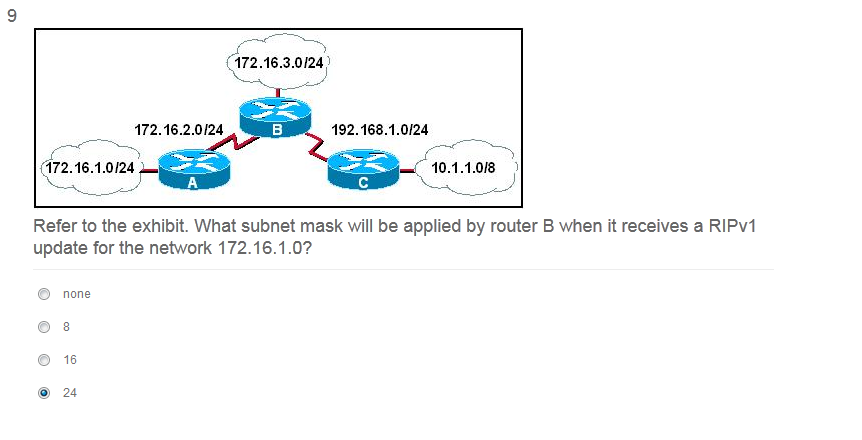 9
172.16.3.0/24
172.16.2.0/24
B
192.168.1.0/24
172.16.1.0/24
10.1.1.0/8
A
C
Refer to the exhibit. What subnet mask will be applied by router B when it receives a RIPv1
update for the network 172.16.1.0?
none
8
16
24